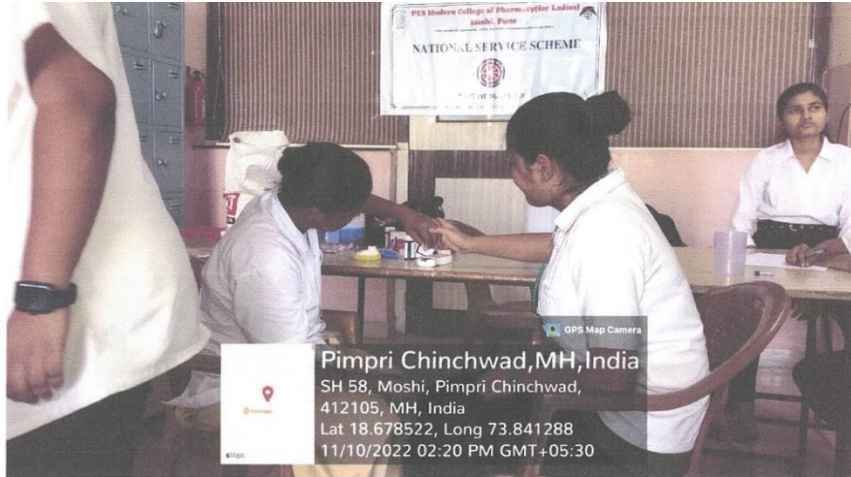 PES Modern College of Pharmacy(for Ladies)
Moshi, Pune
NATIONAL SERVICE SCHEME
GPS Map Camera
Pimpri Chinchwad,MH,India
SH 58, Moshi, Pimpri Chinchwad,
412105, MH, India
Lat 18.678522, Long 73.841288
11/10/2022 02:20 PM GMT+05:30
Maps